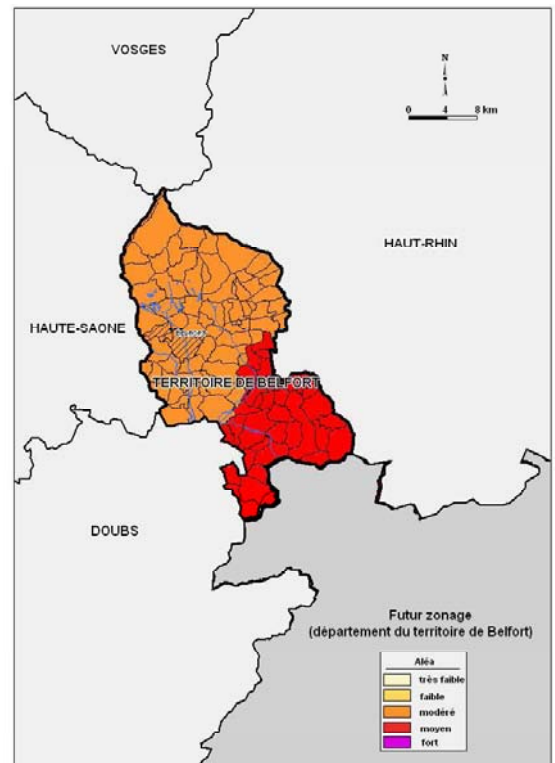 VOSGES
N
0 4 8 km
HAUT-RHIN
HAUTE-SAONE
TERRITOIRE DE BELFORT
DOUBS
Futur zonage
(département du territoire de Belfort)
Aléa
très faible
faible
modéré
moyen
fort